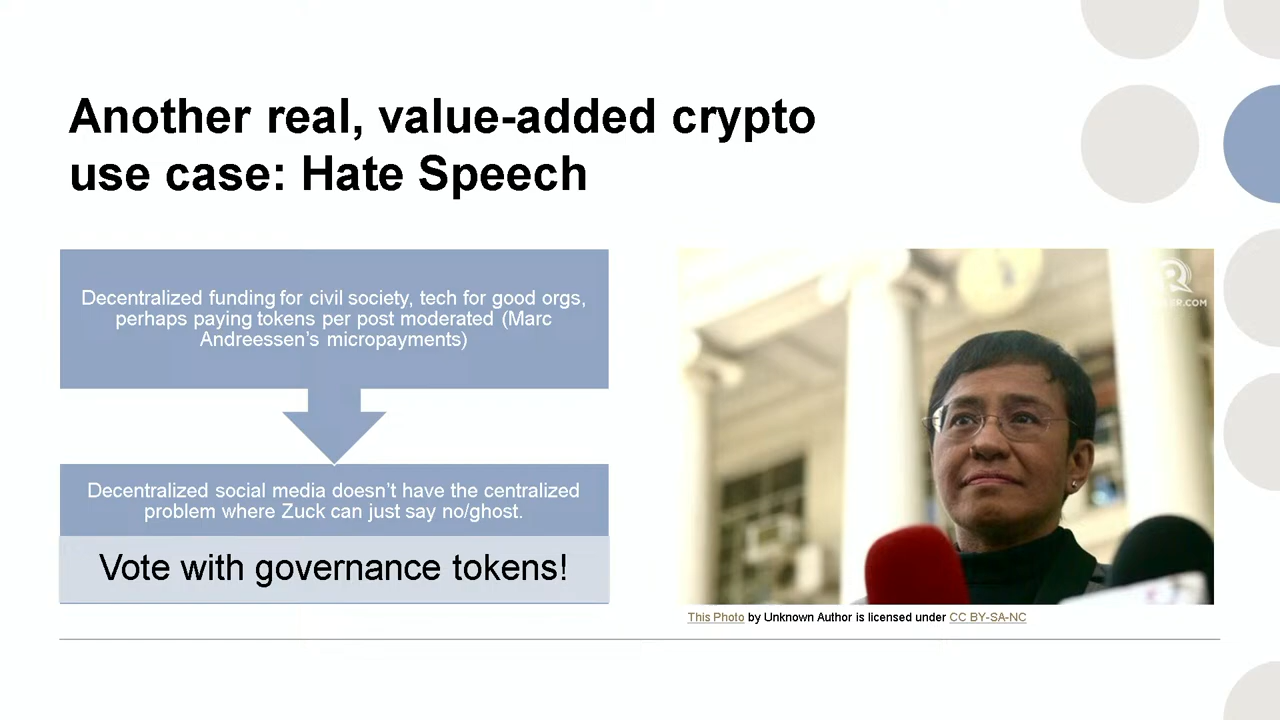 Another real, value-added crypto
use case: Hate Speech
Decentralized funding for civil society, tech for good orgs,
perhaps paying tokens per post moderated (Marc
Andreessen’s micropayments)
Decentralized social media doesn’t have the centralized
problem where Zuck can just say no/ghost.
Vote with governance tokens!
This Photo by Unknown Author is licensed under CC BY-SA-NC